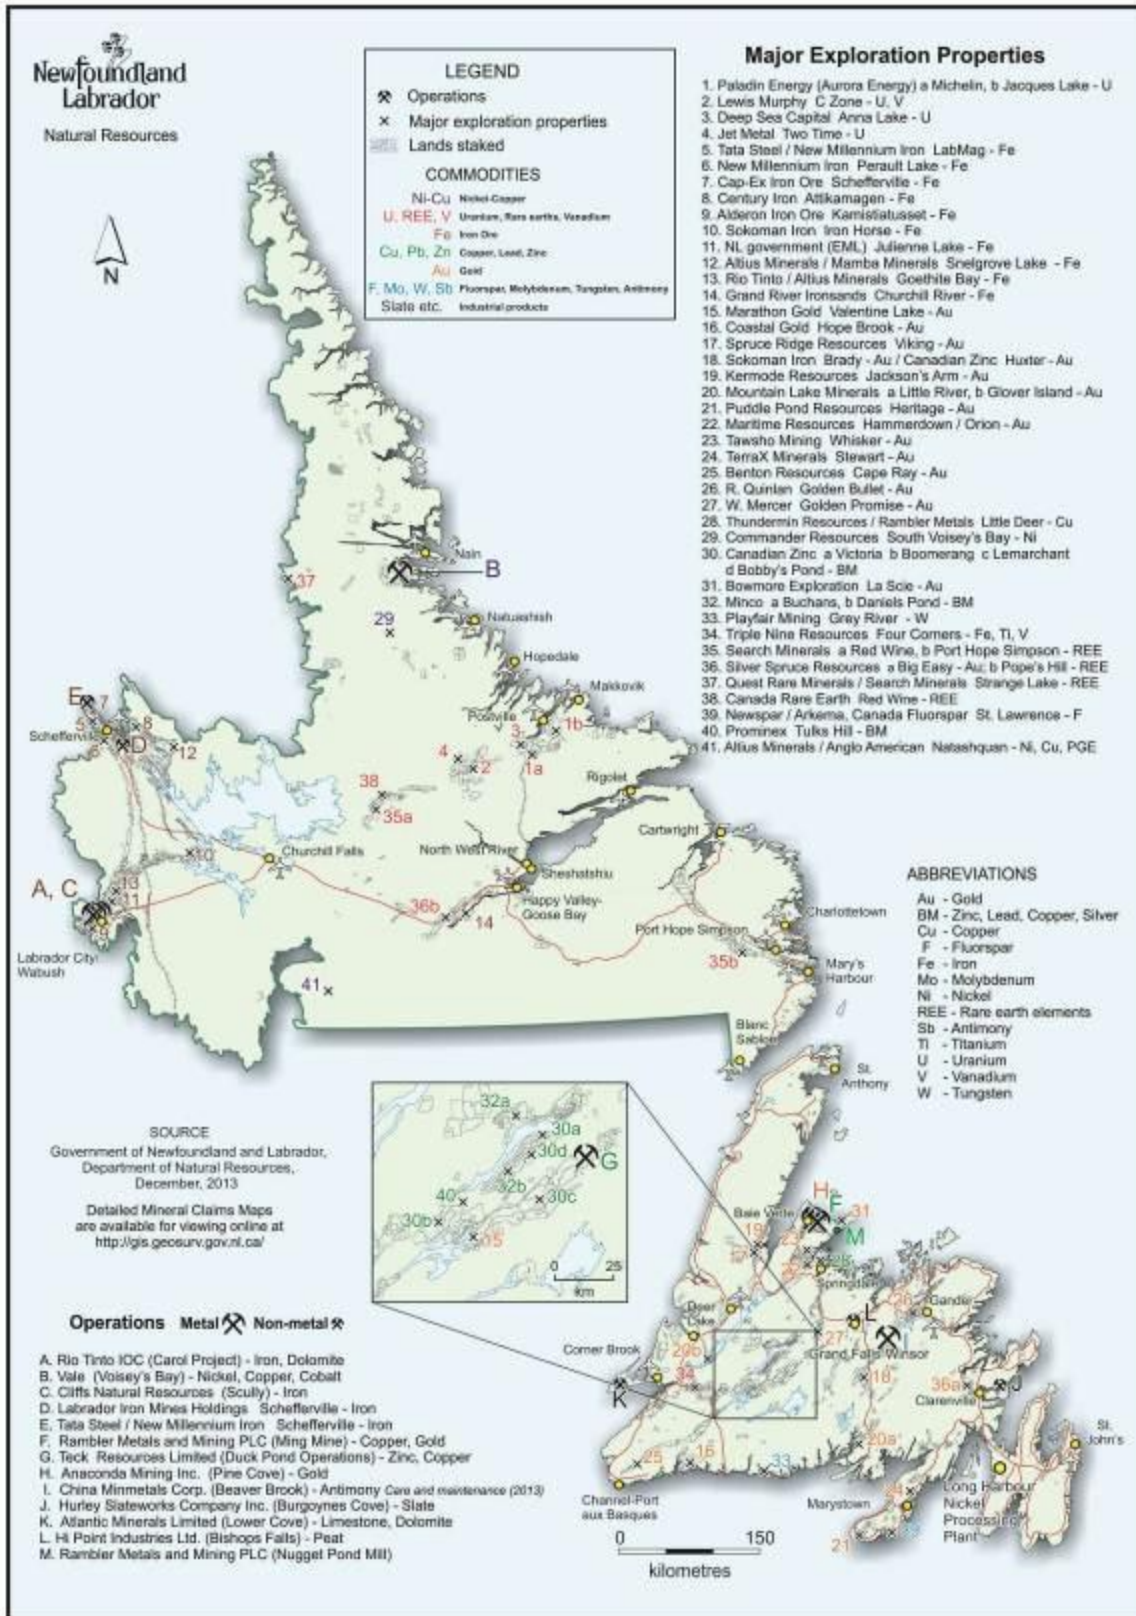 Newfoundland
Labrador
Natural Resources
N
LEGEND
Operations
Major exploration properties
Lands staked
COMMODITIES
Ni-Cu Nickel-Copper
U, REE, V Uranium, Rare earths, Vanadium
Fe Iron Ore
Cu, Pb, Zn Copper, Lead, Zinc
Au Gold
F, Mo, W, Sb Fluorspar, Molybdenum, Tungsten, Antimony
Slate etc. Industrial products
Major Exploration Properties
1. Paladin Energy (Aurora Energy) a Michelin, b Jacques Lake - U
2. Lewis Murphy C Zone - U, V
3. Deep Sea Capital Anna Lake - U
4. Jet Metal Two Time - U
5. Tata Steel / New Millennium Iron LabMag - Fe
6. New Millennium Iron Perault Lake - Fe
7. Cap-Ex Iron Ore Schefferville - Fe
8. Century Iron Attikamagen - Fe
9. Alderon Iron Ore Kamistiatusset - Fe
10. Sokoman Iron Iron Horse - Fe
11. NL government (EML) Julienne Lake - Fe
12. Altius Minerals / Mamba Minerals Snelgrove Lake - Fe
13. Rio Tinto / Altius Minerals Goethite Bay - Fe
14. Grand River Ironsands Churchill River - Fe
15. Marathon Gold Valentine Lake - Au
16. Coastal Gold Hope Brook - Au
17. Spruce Ridge Resources Viking - Au
18. Sokoman Iron Brady - Au / Canadian Zinc Huxter - Au
19. Kermode Resources Jackson's Arm - Au
20. Mountain Lake Minerals a Little River, b Glover Island - Au
21. Puddle Pond Resources Heritage - Au
22. Maritime Resources Hammerdown / Orion - Au
23. Tawsho Mining Whisker - Au
24. TerraX Minerals Stewart - Au
25. Benton Resources Cape Ray - Au
26. R. Quinlan Golden Bullet - Au
27. W. Mercer Golden Promise - Au
28. Thundermin Resources / Rambler Metals Little Deer - Cu
29. Commander Resources South Voisey's Bay - Ni
30. Canadian Zinc a Victoria b Boomerang c Lemarchant
d Bobby's Pond - BM
31. Bowmore Exploration La Scie - Au
32. Minco a Buchans, b Daniels Pond - BM
33. Playfair Mining Grey River - W
34. Triple Nine Resources Four Corners - Fe, Ti, V
35. Search Minerals a Red Wine, b Port Hope Simpson - REE
36. Silver Spruce Resources a Big Easy - Au; b Pope's Hill - REE
37. Quest Rare Minerals / Search Minerals Strange Lake - REE
38. Canada Rare Earth Red Wine - REE
39. Newspar / Arkema, Canada Fluorspar St. Lawrence - F
40. Prominex Tulks Hill - BM
41. Altius Minerals / Anglo American Natashquan - Ni, Cu, PGE
Nain
B
37
29
Natuashish
Hopedale
Makkovik
E
7
5
8
Schefferville
6
D
12
Postville
3
1b
1a
4
2
38
35a
Rigolet
Cartwright
10
Churchill Falls
North West River
Sheshatshiu
Happy Valley-
Goose Bay
A, C
13
11
Labrador City/
Wabush
36b
14
Charlottetown
Port Hope Simpson
35b
Mary's
Harbour
41
Blanc
Sablon
St.
Anthony
ABBREVIATIONS
Au - Gold
BM - Zinc, Lead, Copper, Silver
Cu - Copper
F - Fluorspar
Fe - Iron
Mo - Molybdenum
Ni - Nickel
REE - Rare earth elements
Sb - Antimony
Ti - Titanium
U - Uranium
V - Vanadium
W - Tungsten
SOURCE
Government of Newfoundland and Labrador,
Department of Natural Resources,
December, 2013
Detailed Mineral Claims Maps
are available for viewing online at
http://gis.geosurv.gov.nl.ca/
32a
30a
30d
G
32b
40
30c
30b
15
0 25
km
H
F
Baie Verte
31
M
19
17
23
22
28
Springdale
Deer
Lake
L
26
Gander
27
Grand Falls Winsor
Corner Brook
20b
34
K
18
36a
J
Clarenville
St.
John's
25
16
33
20a
Channel-Port
aux Basques
24
Marystown
Long Harbour
Nickel
Processing
Plant
21
0 150
kilometres
Operations Metal Non-metal
A. Rio Tinto IOC (Carol Project) - Iron, Dolomite
B. Vale (Voisey's Bay) - Nickel, Copper, Cobalt
C. Cliffs Natural Resources (Scully) - Iron
D. Labrador Iron Mines Holdings Schefferville - Iron
E. Tata Steel / New Millennium Iron Schefferville - Iron
F. Rambler Metals and Mining PLC (Ming Mine) - Copper, Gold
G. Teck Resources Limited (Duck Pond Operations) - Zinc, Copper
H. Anaconda Mining Inc. (Pine Cove) - Gold
I. China Minmetals Corp. (Beaver Brook) - Antimony Care and maintenance (2013)
J. Hurley Slateworks Company Inc. (Burgoynes Cove) - Slate
K. Atlantic Minerals Limited (Lower Cove) - Limestone, Dolomite
L. Hi Point Industries Ltd. (Bishops Falls) - Peat
M. Rambler Metals and Mining PLC (Nugget Pond Mill)